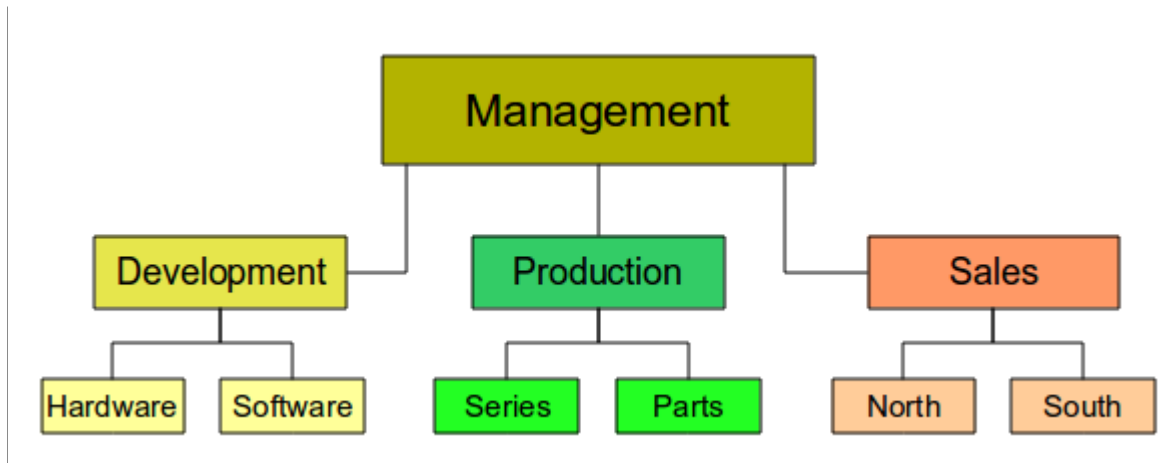 Management
Development
Production
Sales
Hardware
Software
Series
Parts
North
South